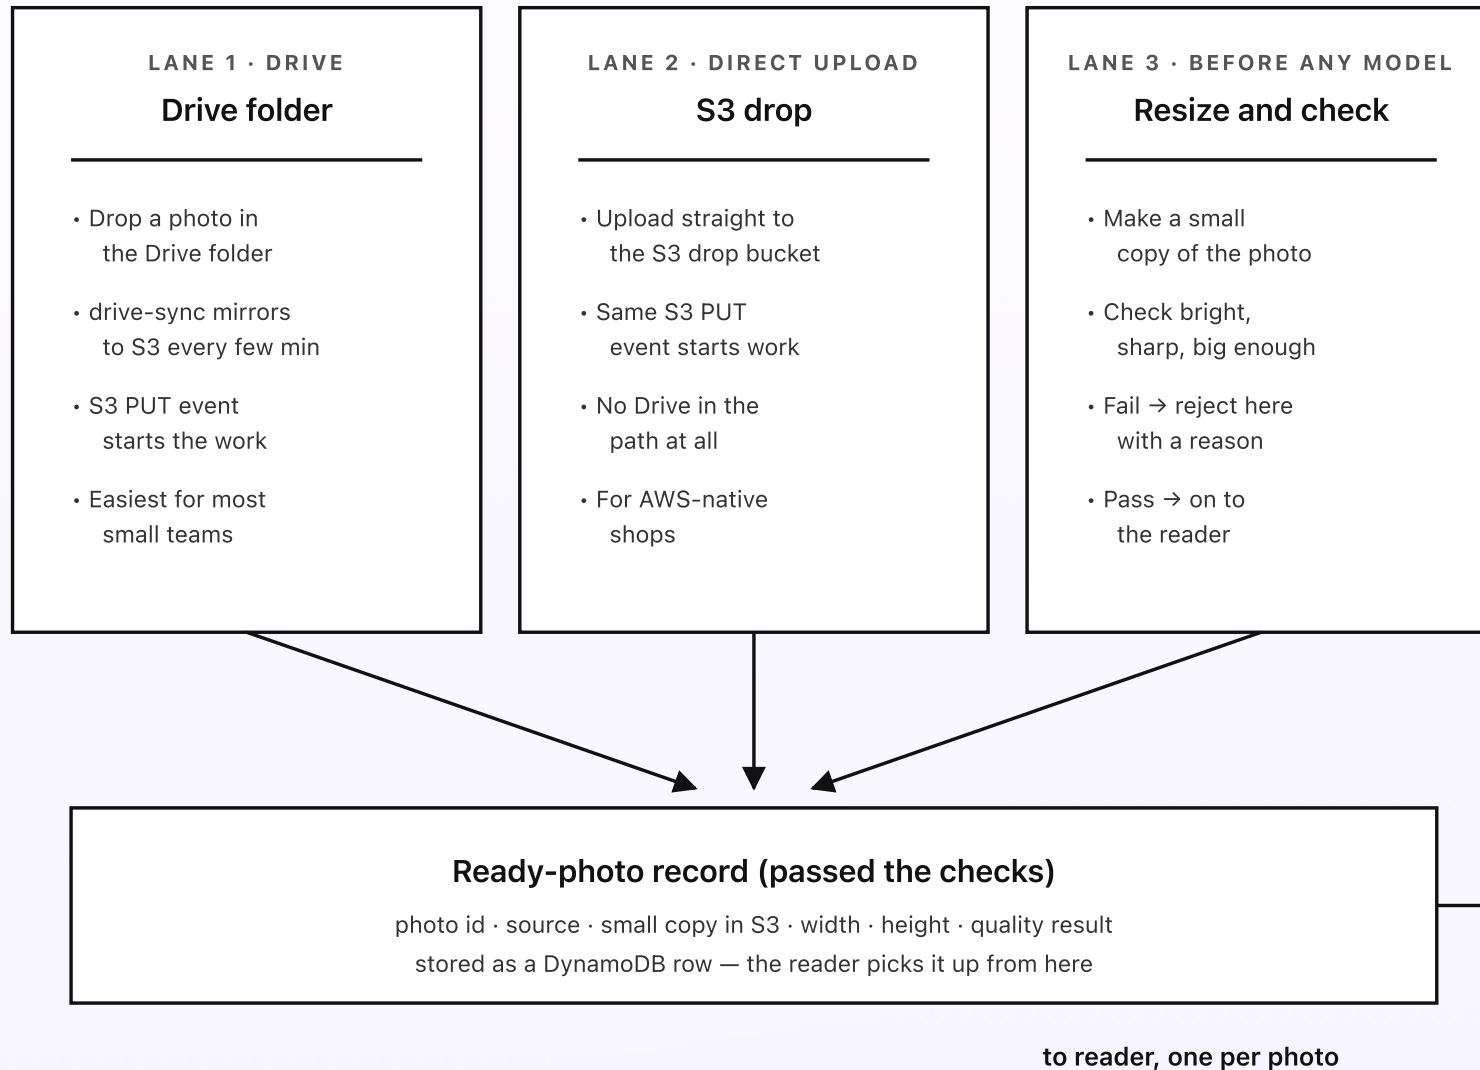 LANE 1 · DRIVE
Drive folder
• Drop a photo in
the Drive folder
• drive-sync mirrors
to S3 every few min
• S3 PUT event
starts the work
• Easiest for most
small teams
LANE 2 · DIRECT UPLOAD
S3 drop
• Upload straight to
the S3 drop bucket
• Same S3 PUT
event starts work
• No Drive in the
path at all
• For AWS-native
shops
LANE 3 · BEFORE ANY MODEL
Resize and check
• Make a small
copy of the photo
• Check bright,
sharp, big enough
• Fail → reject here
with a reason
• Pass → on to
the reader
Ready-photo record (passed the checks)
photo id · source · small copy in S3 · width · height · quality result
stored as a DynamoDB row — the reader picks it up from here
to reader, one per photo